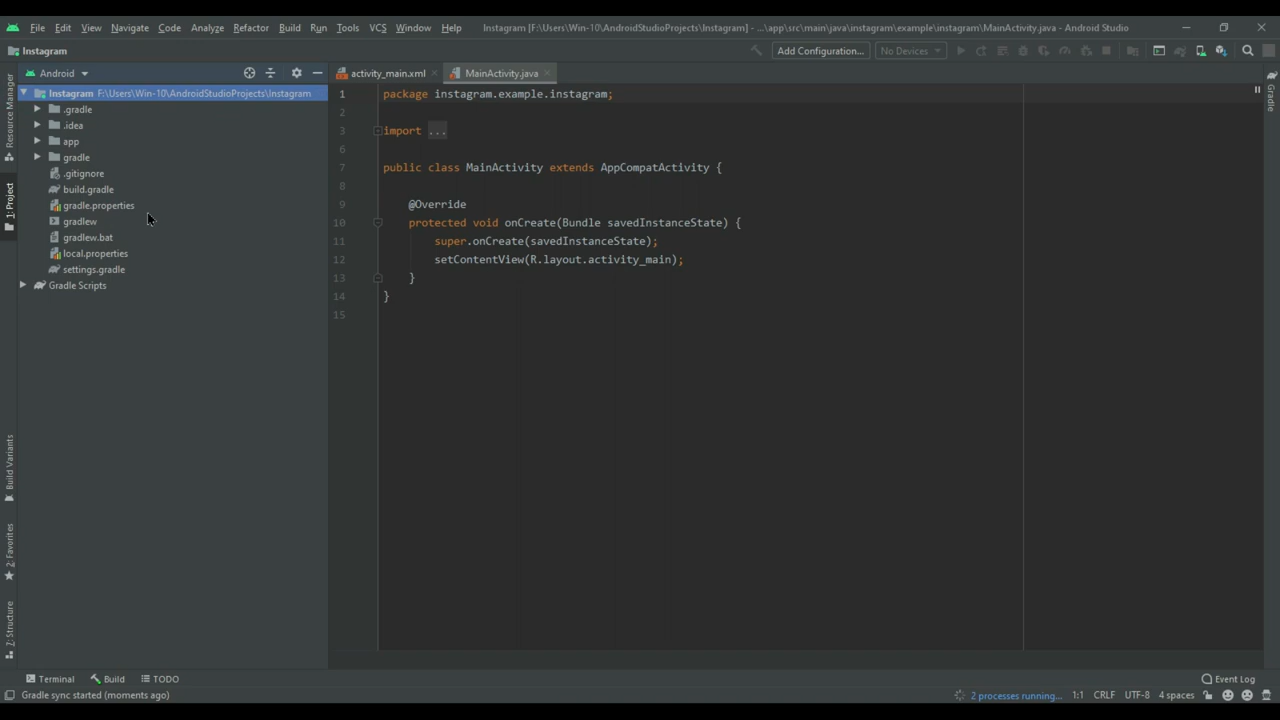 File Edit View Navigate Code Analyze Refactor Build Run Tools VCS Window Help Instagram [F:\Users\Win-10\AndroidStudioProjects\Instagram] - ...\app\src\main\java\instagram\example\instagram\MainActivity.java - Android Studio
Instagram Add Configuration... No Devices
Android activity_main.xml MainActivity.java
Instagram F:\Users\Win-10\AndroidStudioProjects\Instagram
.gradle
.idea
app
gradle
.gitignore
build.gradle
gradle.properties
gradlew
gradlew.bat
local.properties
settings.gradle
Gradle Scripts
1 package instagram.example.instagram;
2
3 import ...
6
7 public class MainActivity extends AppCompatActivity {
8
9 @Override
10 protected void onCreate(Bundle savedInstanceState) {
11 super.onCreate(savedInstanceState);
12 setContentView(R.layout.activity_main);
13 }
14 }
15
Resource Manager
1: Project
Build Variants
2: Favorites
7: Structure
Gradle
Terminal Build TODO Event Log
Gradle sync started (moments ago) 2 processes running... 1:1 CRLF UTF-8 4 spaces